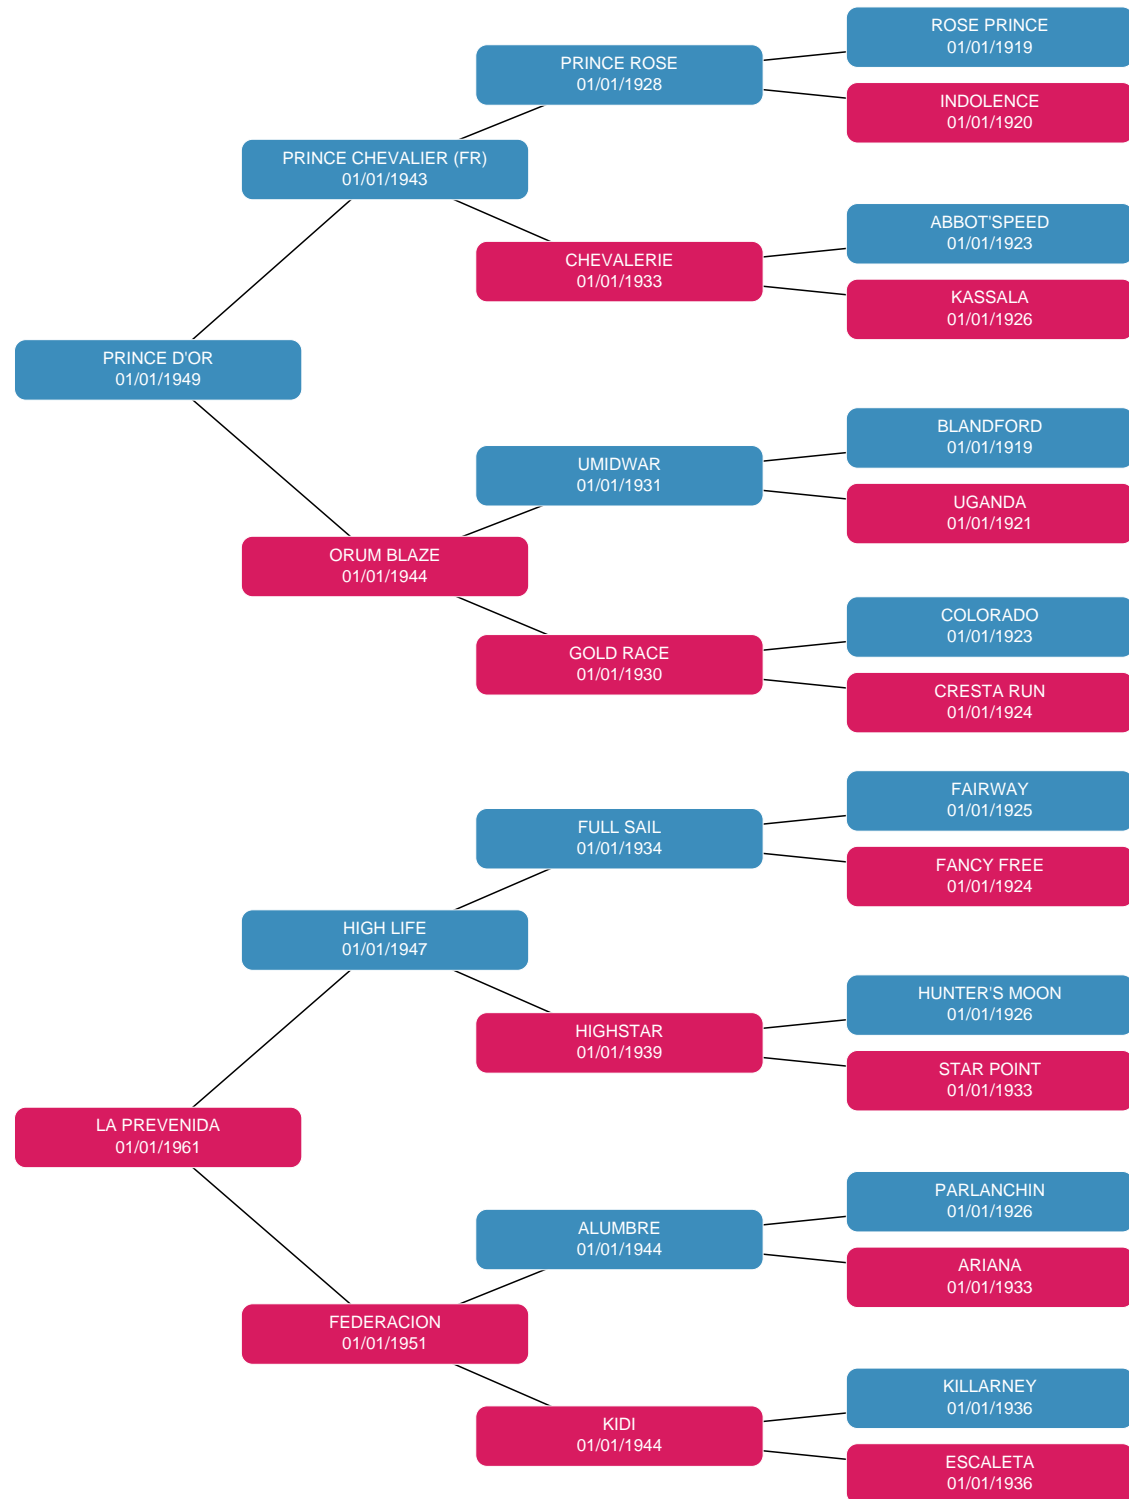 ROSE PRINCE
01/01/1919
PRINCE ROSE
01/01/1928
INDOLENCE
01/01/1920
PRINCE CHEVALIER (FR)
01/01/1943
ABBOT'SPEED
01/01/1923
CHEVALERIE
01/01/1933
KASSALA
01/01/1926
PRINCE D'OR
01/01/1949
BLANDFORD
01/01/1919
UMIDWAR
01/01/1931
UGANDA
01/01/1921
ORUM BLAZE
01/01/1944
COLORADO
01/01/1923
GOLD RACE
01/01/1930
CRESTA RUN
01/01/1924
FAIRWAY
01/01/1925
FULL SAIL
01/01/1934
FANCY FREE
01/01/1924
HIGH LIFE
01/01/1947
HUNTER'S MOON
01/01/1926
HIGHSTAR
01/01/1939
STAR POINT
01/01/1933
LA PREVENIDA
01/01/1961
PARLANCHIN
01/01/1926
ALUMBRE
01/01/1944
ARIANA
01/01/1933
FEDERACION
01/01/1951
KILLARNEY
01/01/1936
KIDI
01/01/1944
ESCALETA
01/01/1936